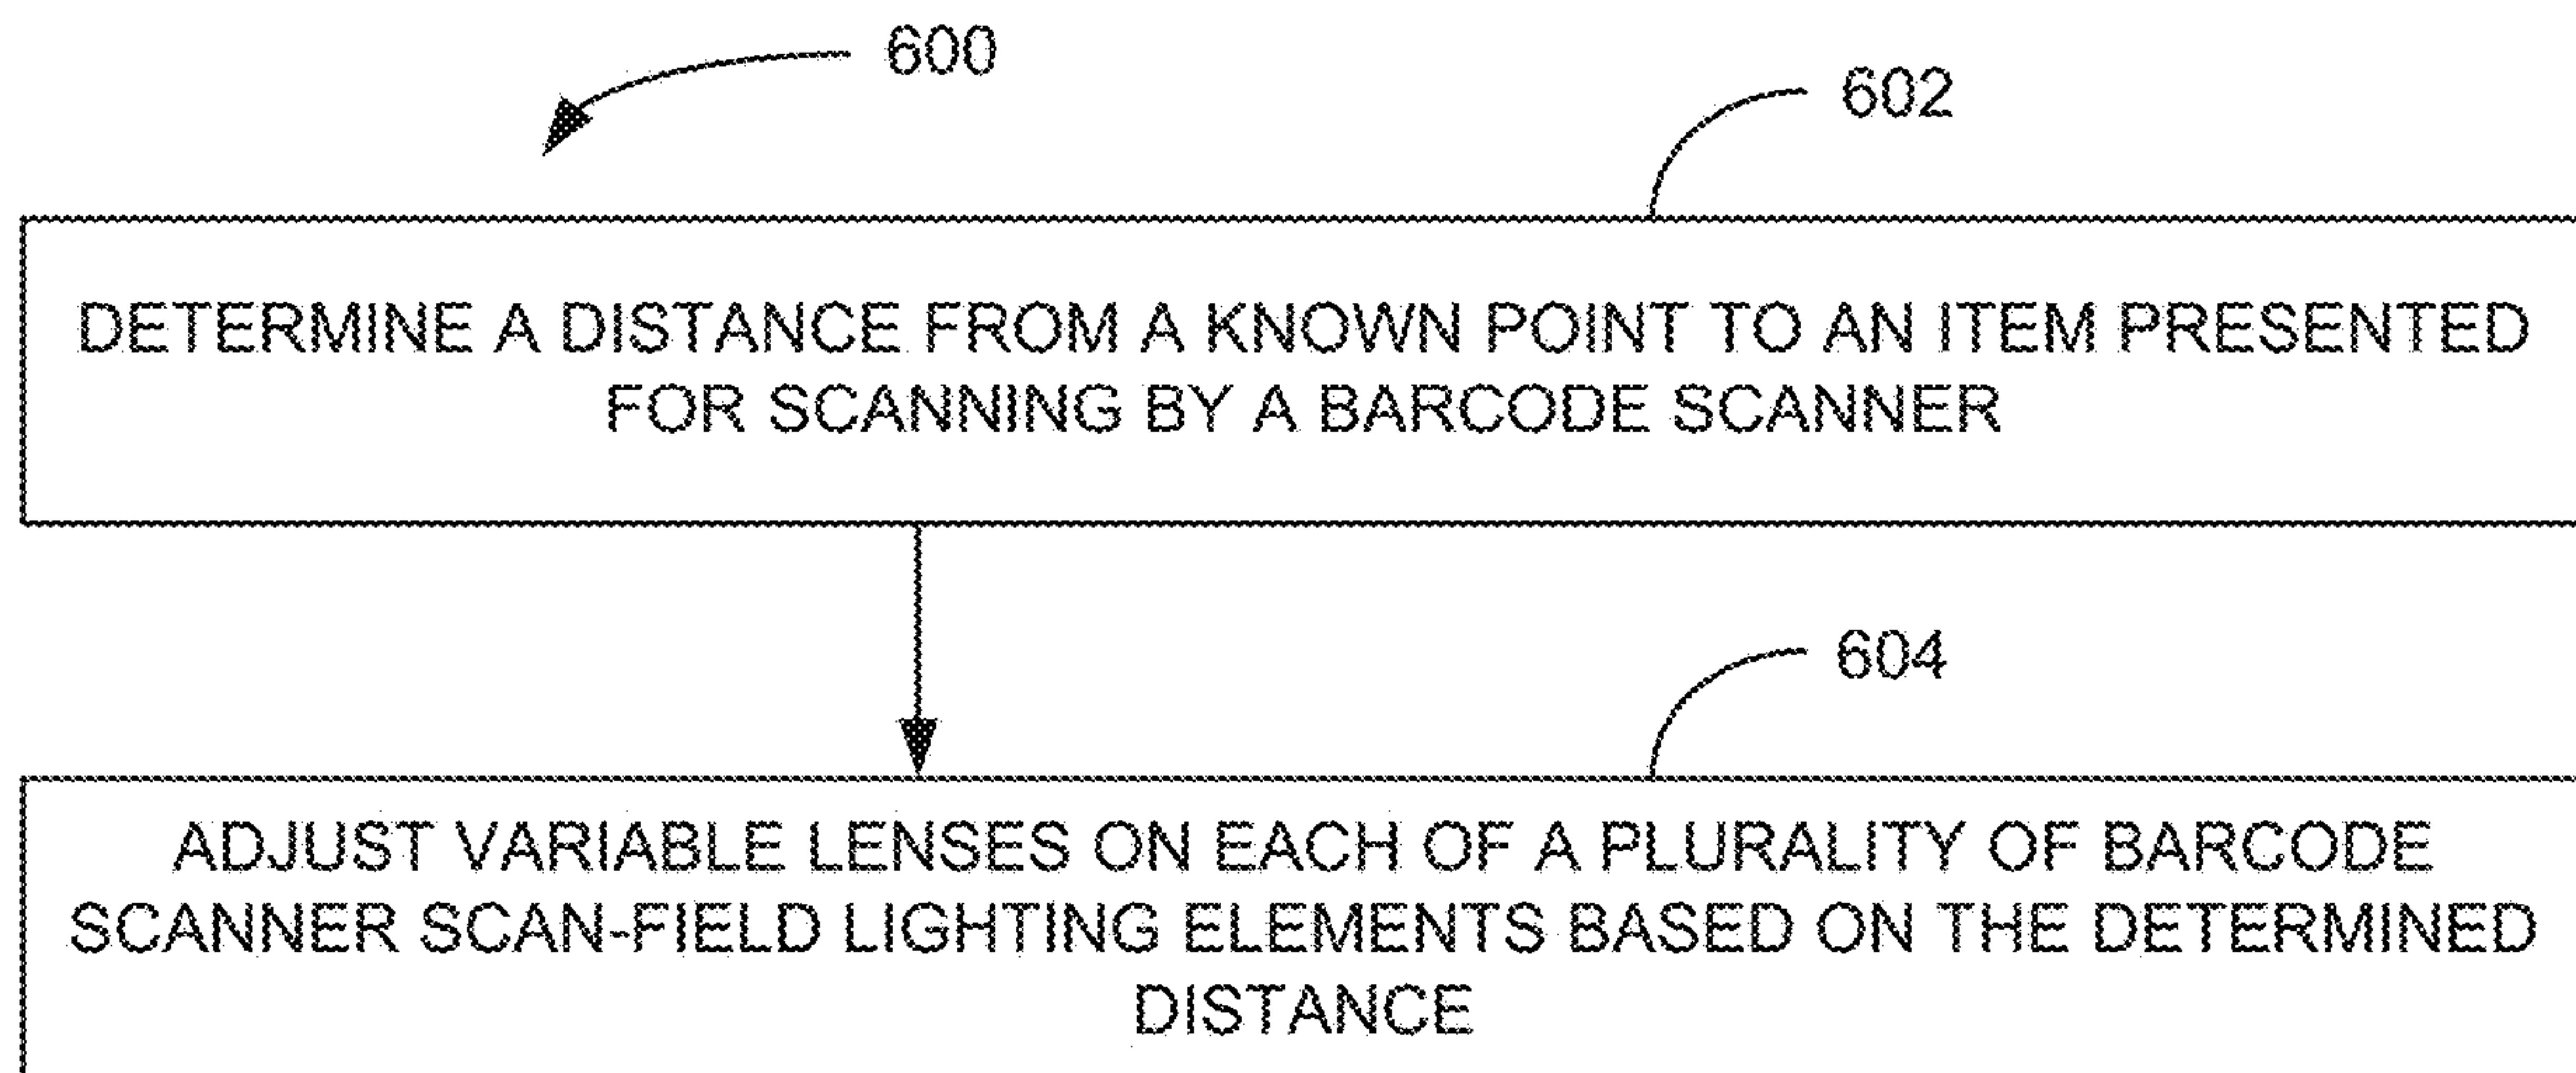 600
602
DETERMINE A DISTANCE FROM A KNOWN POINT TO AN ITEM PRESENTED
FOR SCANNING BY A BARCODE SCANNER
604
ADJUST VARIABLE LENSES ON EACH OF A PLURALITY OF BARCODE
SCANNER SCAN-FIELD LIGHTING ELEMENTS BASED ON THE DETERMINED
DISTANCE